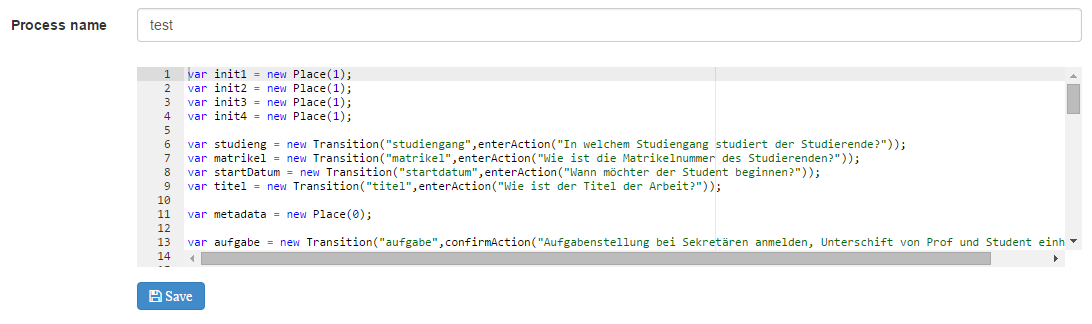 Process name
test
1 var init1 = new Place(1);
2 var init2 = new Place(1);
3 var init3 = new Place(1);
4 var init4 = new Place(1);
5
6 var studieng = new Transition("studiengang",enterAction("In welchem Studiengang studiert der Studierende?"));
7 var matrikel = new Transition("matrikel",enterAction("Wie ist die Matrikelnummer des Studierenden?"));
8 var startDatum = new Transition("startdatum",enterAction("Wann möchter der Student beginnen?"));
9 var titel = new Transition("titel",enterAction("Wie ist der Titel der Arbeit?"));
10
11 var metadata = new Place(0);
12
13 var aufgabe = new Transition("aufgabe",confirmAction("Aufgabenstellung bei Sekretären anmelden, Unterschift von Prof und Student einh
14
Save